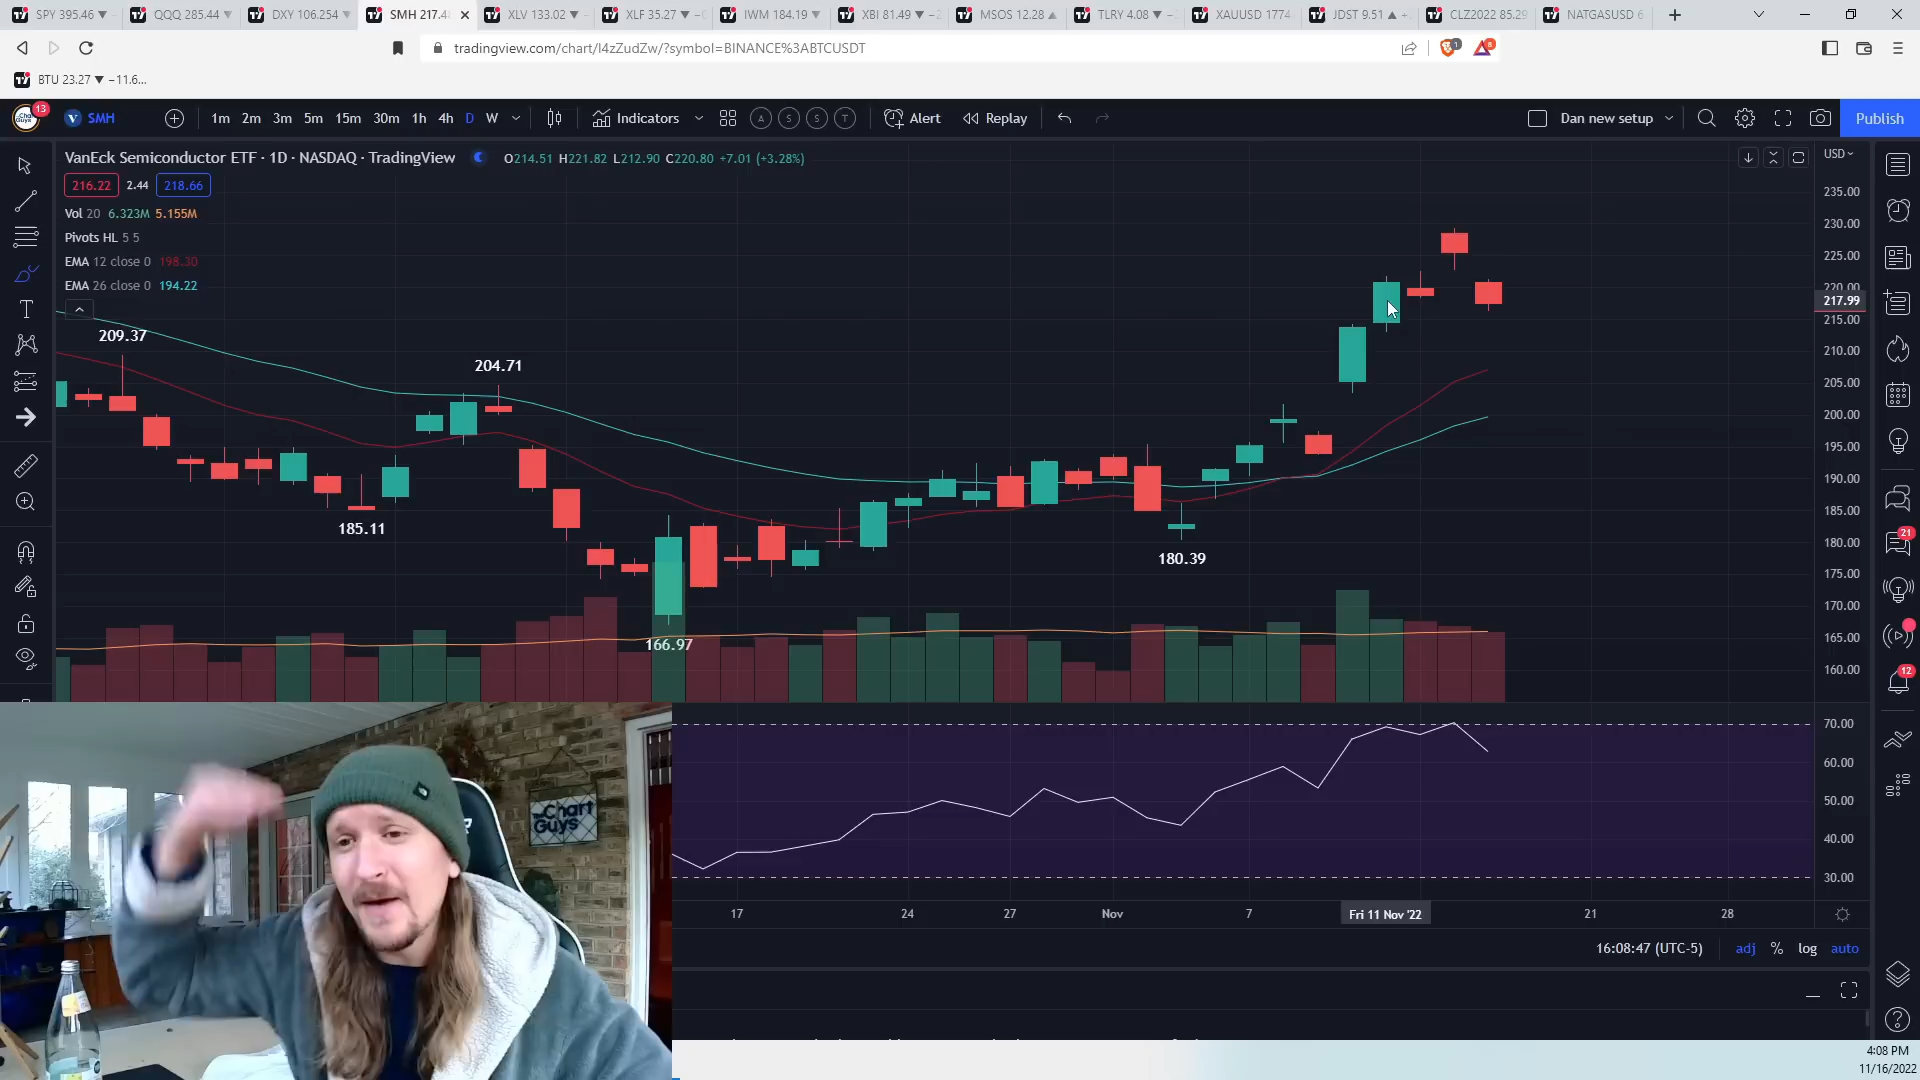 SPY 395.46 ▼ QQQ 285.44 ▼ DXY 106.254 ▼ SMH 217.4 XLV 133.02 ▼ − XLF 35.27 ▼ IWM 184.19 ▼ XBI 81.49 ▼ −2 MSOS 12.28 ▲ TLRY 4.08 ▼ − XAUUSD 1774 JDST 9.51 ▲ + CLZ2022 85.29 NATGASUSD 6
tradingview.com/chart/I4zZudZw/?symbol=BINANCE%3ABTCUSDT
BTU 23.27 ▼ −11.6...
13 SMH 1m 2m 3m 5m 15m 30m 1h 4h D W Indicators A S S T Alert Replay Dan new setup Publish
VanEck Semiconductor ETF · 1D · NASDAQ · TradingView O214.51 H221.82 L212.90 C220.80 +7.01 (+3.28%) USD
216.22 2.44 218.66
Vol 20 6.323M 5.155M
Pivots HL 5 5
EMA 12 close 0 198.30
EMA 26 close 0 194.22
235.00
230.00
225.00
220.00
217.99
215.00
210.00
205.00
200.00
195.00
190.00
185.00
180.00
175.00
170.00
165.00
160.00
209.37
204.71
185.11
180.39
166.97
21
12
70.00
60.00
50.00
40.00
30.00
The Chart
Guys
17 24 27 Nov 7 Fri 11 Nov '22 21 28
16:08:47 (UTC-5) adj % log auto
4:08 PM
11/16/2022